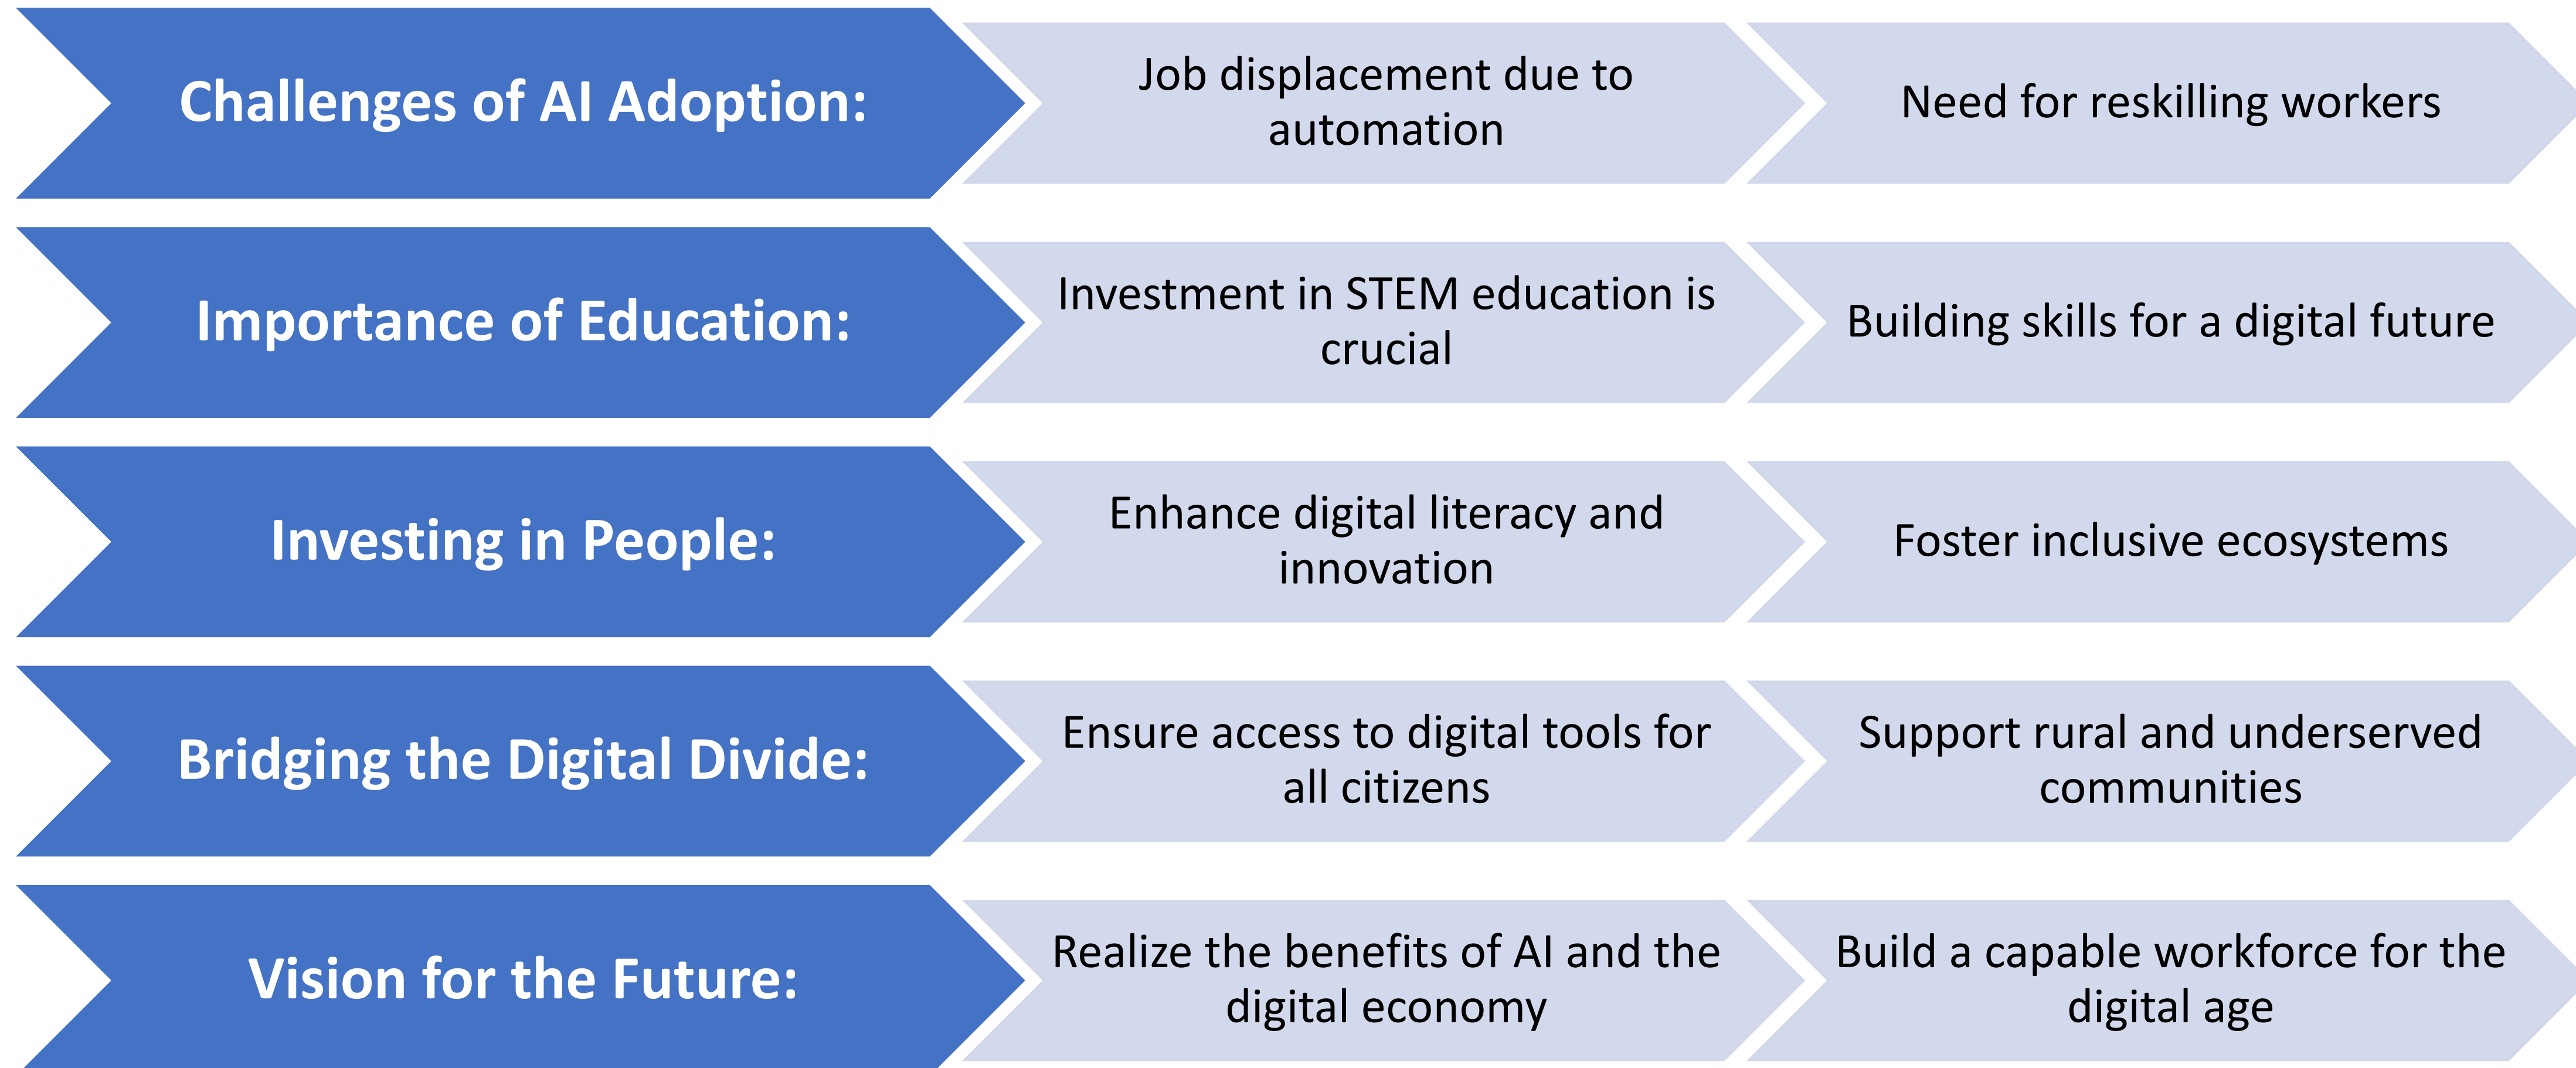 Challenges of AI Adoption:
Job displacement due to
automation
Need for reskilling workers
Importance of Education:
Investment in STEM education is
crucial
Building skills for a digital future
Investing in People:
Enhance digital literacy and
innovation
Foster inclusive ecosystems
Bridging the Digital Divide:
Ensure access to digital tools for
all citizens
Support rural and underserved
communities
Vision for the Future:
Realize the benefits of AI and the
digital economy
Build a capable workforce for the
digital age